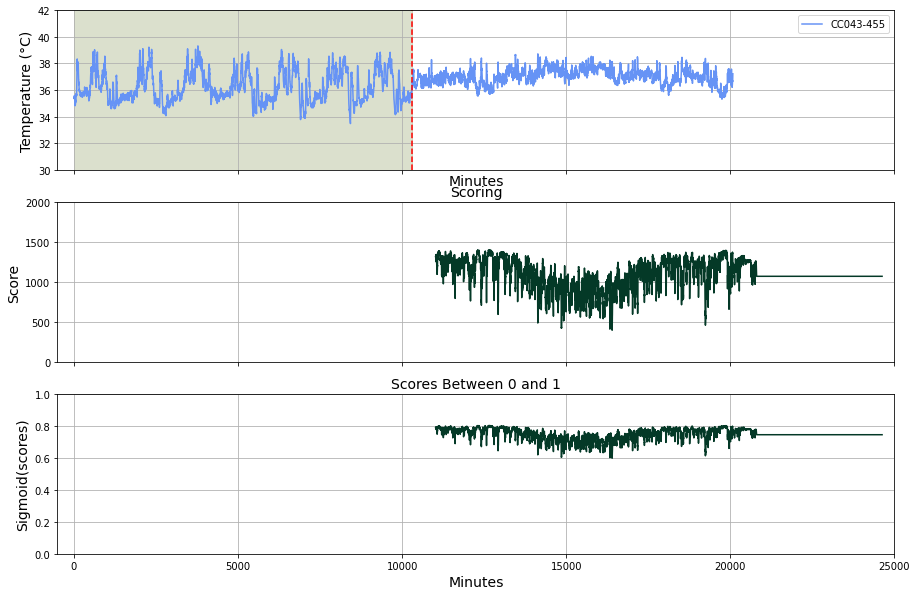 42
40
38
36
34
32
30
Temperature (°C)
CC043-455
Minutes
Scoring
2000
1500
1000
500
0
Score
Scores Between 0 and 1
1.0
0.8
0.6
0.4
0.2
0.0
Sigmoid(scores)
0 5000 10000 15000 20000 25000
Minutes